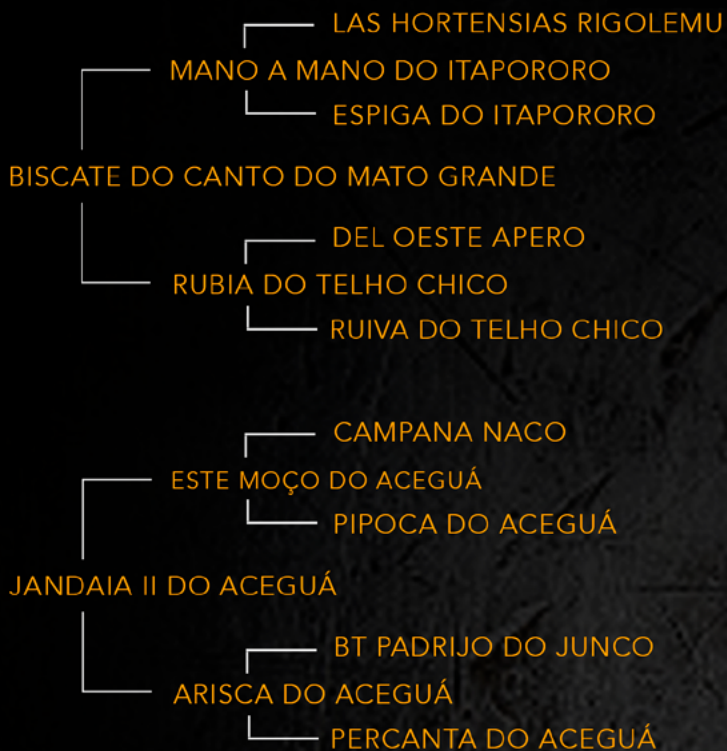 LAS HORTENSIAS RIGOLEMU
MANO A MANO DO ITAPORORO
ESPIGA DO ITAPORORO
BISCATE DO CANTO DO MATO GRANDE
DEL OESTE APERO
RUBIA DO TELHO CHICO
RUIVA DO TELHO CHICO
CAMPANA NACO
ESTE MOÇO DO ACEGUÁ
PIPOCA DO ACEGUÁ
JANDAIA II DO ACEGUÁ
BT PADRIJO DO JUNCO
ARISCA DO ACEGUÁ
PERCANTA DO ACEGUÁ